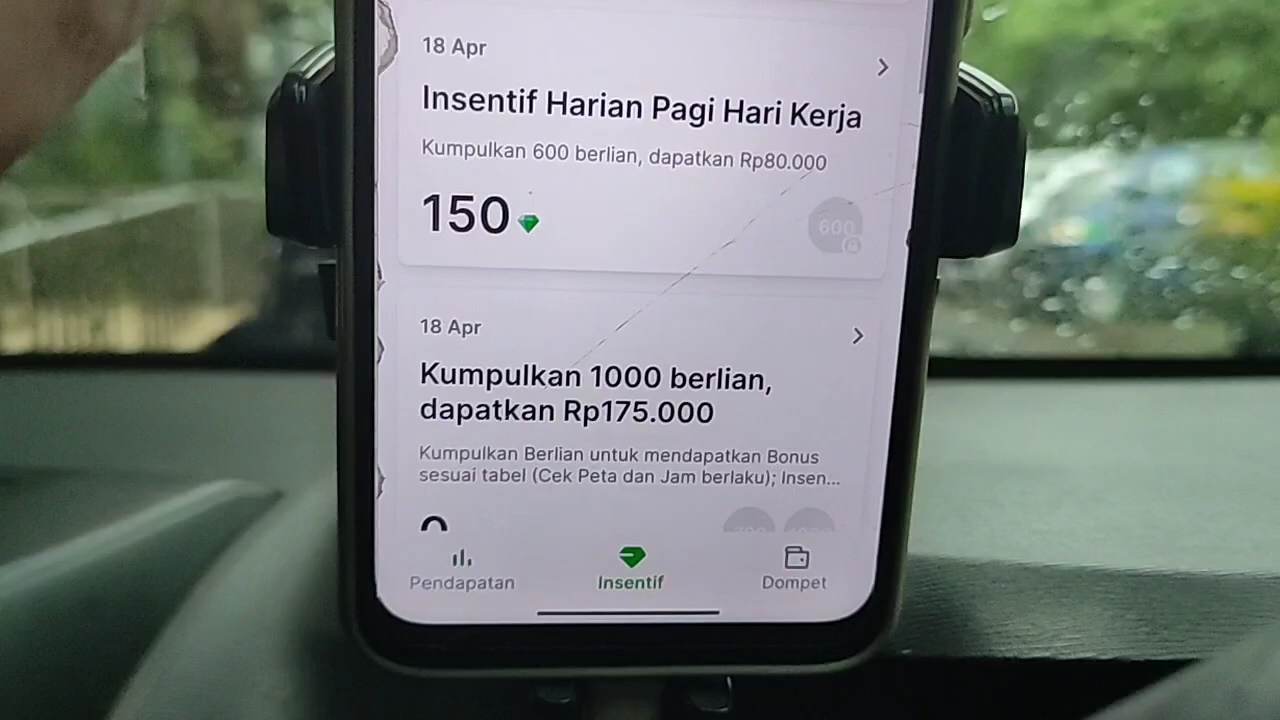 18 Apr
Insentif Harian Pagi Hari Kerja
Kumpulkan 600 berlian, dapatkan Rp80.000
150
600
18 Apr
Kumpulkan 1000 berlian,
dapatkan Rp175.000
Kumpulkan Berlian untuk mendapatkan Bonus
sesuai tabel (Cek Peta dan Jam berlaku); Insen...
Pendapatan
Insentif
Dompet